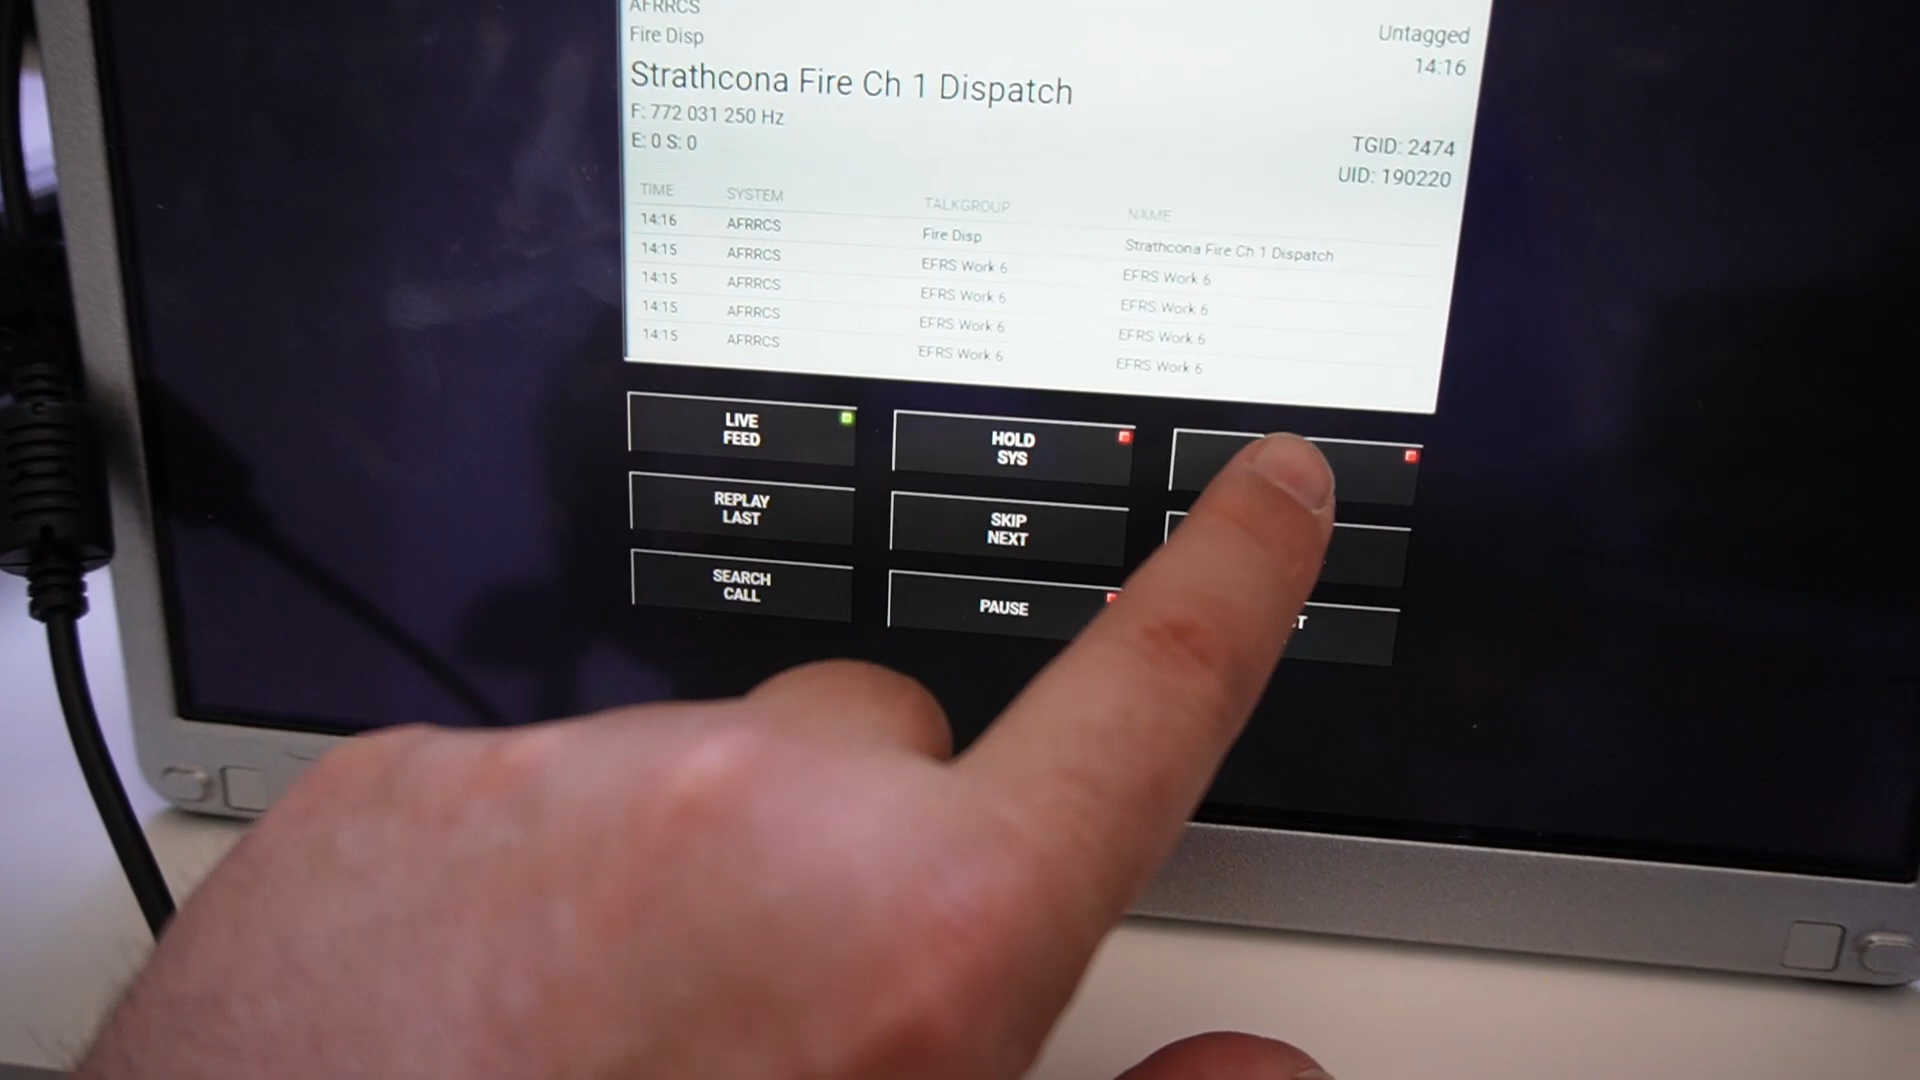 AFRRCS
Fire Disp
Untagged
14:16
Strathcona Fire Ch 1 Dispatch
F: 772 031 250 Hz
E: 0 S: 0
TGID: 2474
UID: 190220
TIME SYSTEM TALKGROUP NAME
14:16 AFRRCS Fire Disp Strathcona Fire Ch 1 Dispatch
14:15 AFRRCS EFRS Work 6 EFRS Work 6
14:15 AFRRCS EFRS Work 6 EFRS Work 6
14:15 AFRRCS EFRS Work 6 EFRS Work 6
14:15 AFRRCS EFRS Work 6 EFRS Work 6
LIVE
FEED
HOLD
SYS
REPLAY
LAST
SKIP
NEXT
SEARCH
CALL
PAUSE